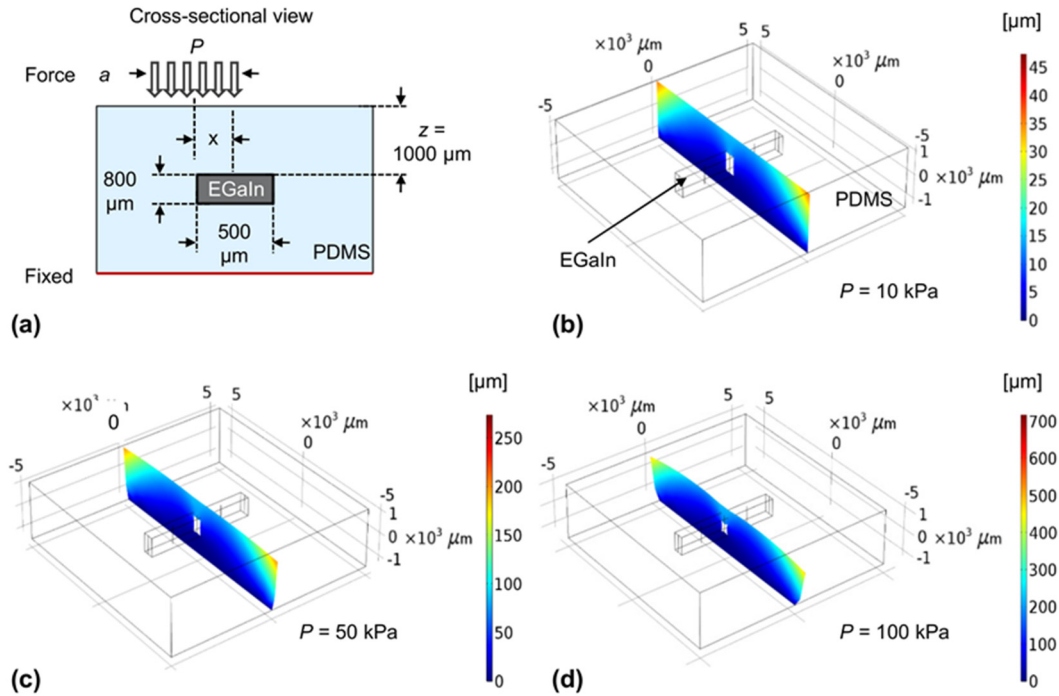 Cross-sectional view
P
Force a
x
z =
1000 µm
800
µm
EGaIn
500
µm
PDMS
Fixed
(a)
[µm]
×10³ µm
0
-5
5 5
×10³ µm
0
-5
1
0 ×10³ µm
-1
PDMS
EGaIn
P = 10 kPa
45
40
35
30
25
20
15
10
5
0
(b)
[µm]
×10³
0
-5
5 5
×10³ µm
0
-5
1
0 ×10³ µm
-1
P = 50 kPa
250
200
150
100
50
0
(c)
[µm]
×10³ µm
0
-5
5 5
×10³ µm
0
-5
1
0 ×10³ µm
-1
P = 100 kPa
700
600
500
400
300
200
100
0
(d)